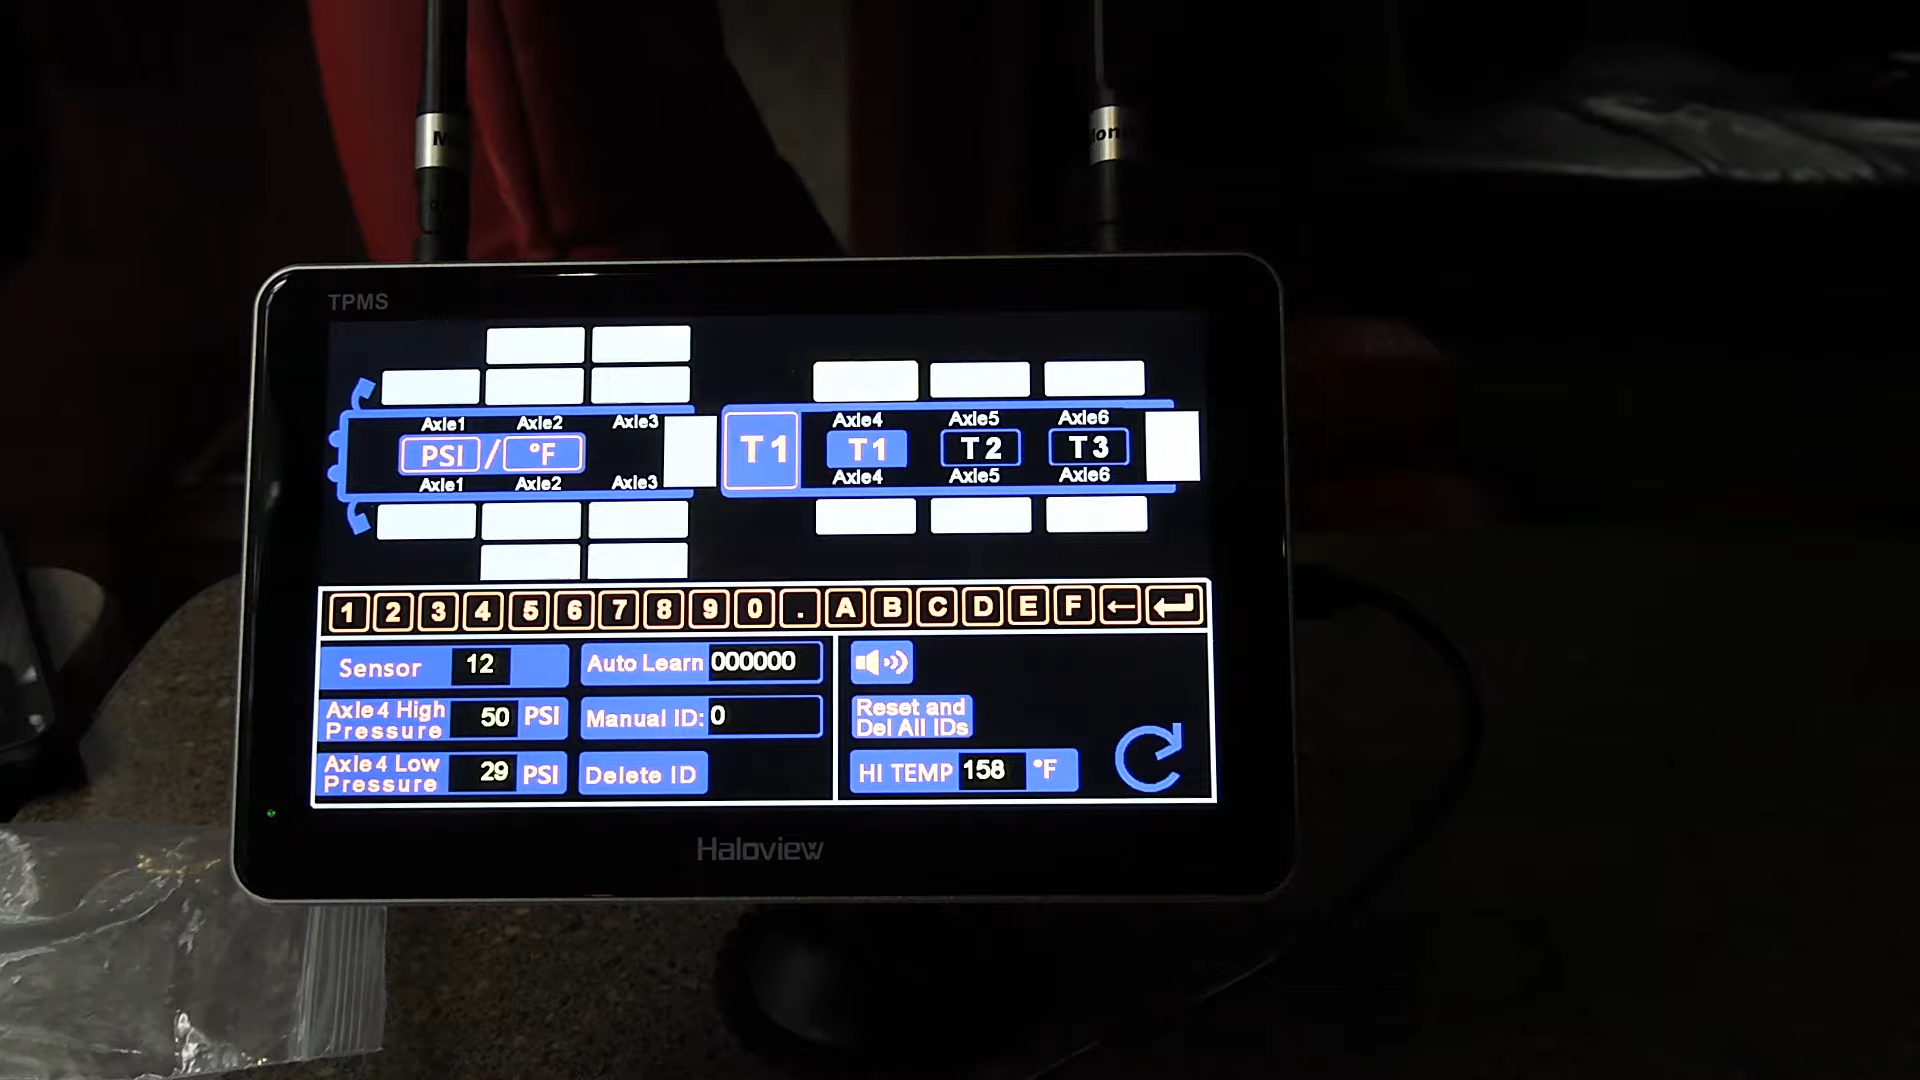 TPMS
Axle1 Axle2 Axle3
PSI / °F
Axle1 Axle2 Axle3
T1
Axle4 Axle5 Axle6
T1 T2 T3
Axle4 Axle5 Axle6
1 2 3 4 5 6 7 8 9 0 . A B C D E F ←
Sensor 12
Axle4 High Pressure 50 PSI
Axle4 Low Pressure 29 PSI
Auto Learn 000000
Manual ID: 0
Delete ID
Reset and
Del All IDs
HI TEMP 158 °F
Haloview